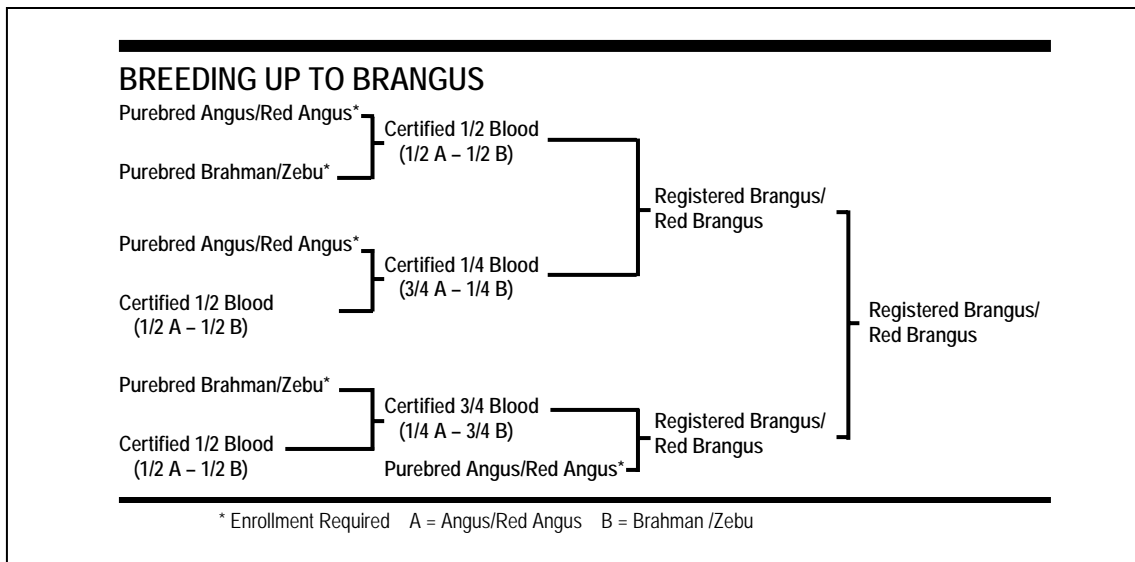 BREEDING UP TO BRANGUS
Purebred Angus/Red Angus*
Purebred Brahman/Zebu*
Certified 1/2 Blood
(1/2 A – 1/2 B)
Purebred Angus/Red Angus*
Certified 1/2 Blood
(1/2 A – 1/2 B)
Certified 1/4 Blood
(3/4 A – 1/4 B)
Registered Brangus/
Red Brangus
Purebred Brahman/Zebu*
Certified 1/2 Blood
(1/2 A – 1/2 B)
Certified 3/4 Blood
(1/4 A – 3/4 B)
Purebred Angus/Red Angus*
Registered Brangus/
Red Brangus
Registered Brangus/
Red Brangus
* Enrollment Required A = Angus/Red Angus B = Brahman /Zebu